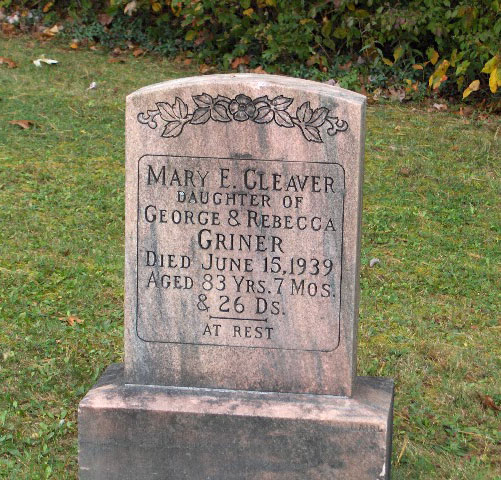 MARY E. CLEAVER
DAUGHTER OF
GEORGE & REBECCA
GRINER
DIED JUNE 15, 1939
AGED 83 YRS. 7 MOS.
& 26 DS.
AT REST